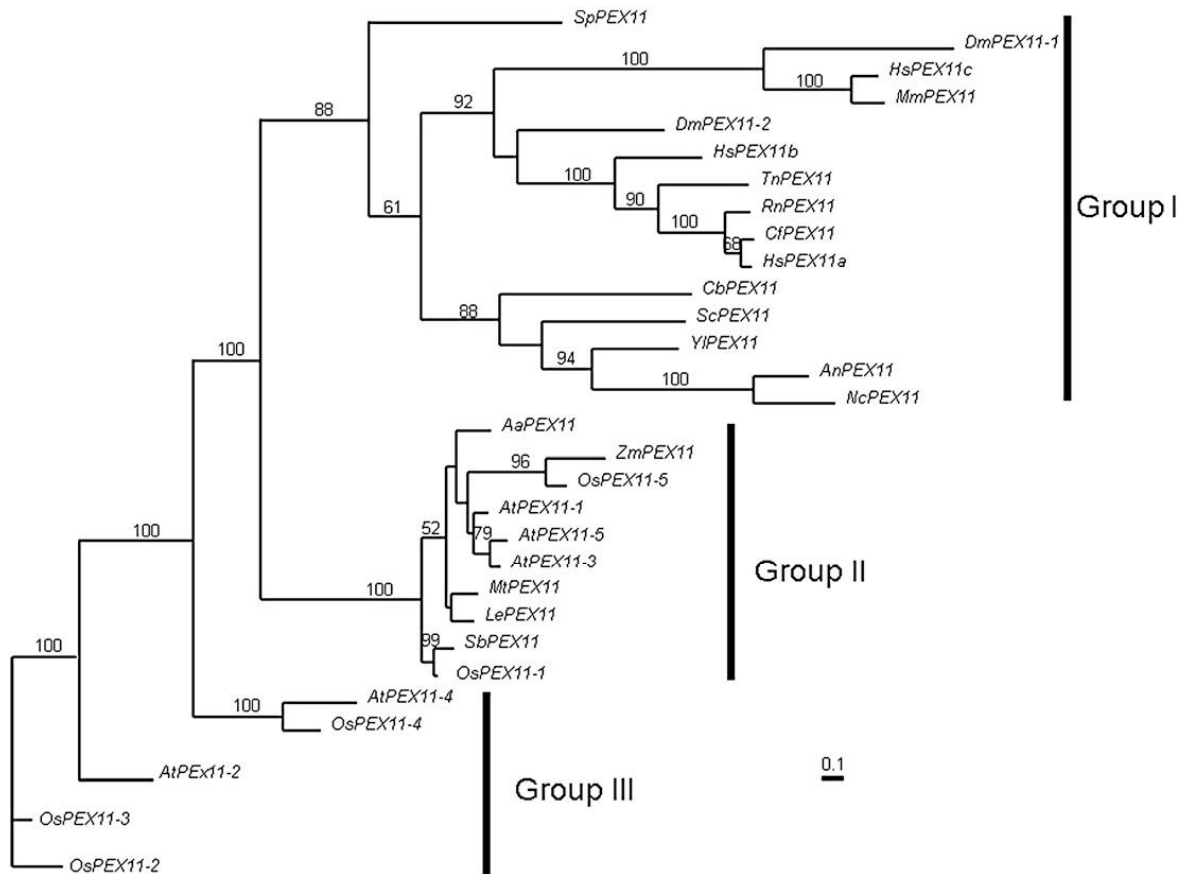 SpPEX11
DmPEX11-1
100
HsPEX11c
100
MmPEX11
92
88
DmPEX11-2
HsPEX11b
100
TnPEX11
90
RnPEX11
Group I
61
100
CfPEX11
68
HsPEX11a
CbPEX11
88
ScPEX11
YlPEX11
94
AnPEX11
100
NcPEX11
100
AaPEX11
ZmPEX11
96
OsPEX11-5
AtPEX11-1
52
79
AtPEX11-5
100
AtPEX11-3
Group II
MtPEX11
100
LePEX11
99
SbPEX11
100
OsPEX11-1
AtPEX11-4
100
OsPEX11-4
0.1
AtPEx11-2
Group III
OsPEX11-3
OsPEX11-2